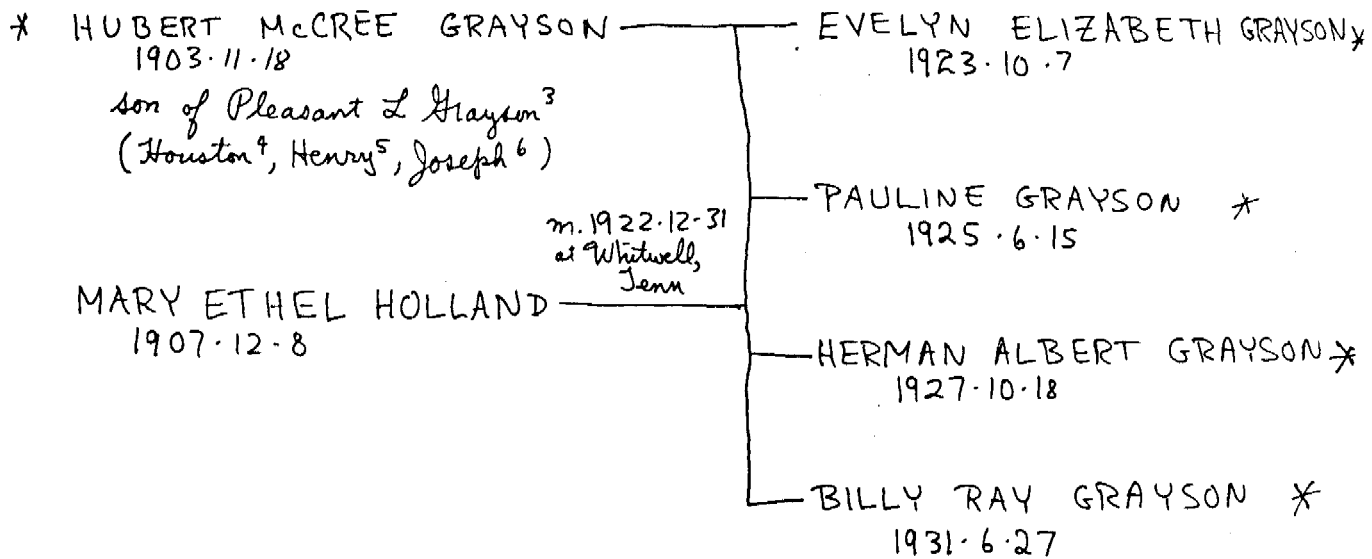 * HUBERT McCREE GRAYSON
1903·11·18
son of Pleasant L Grayson³
(Houston⁴, Henry⁵, Joseph⁶)
m. 1922·12-31
at Whitwell,
Tenn
MARY ETHEL HOLLAND
1907·12-8
EVELYN ELIZABETH GRAYSON*
1923·10·7
PAULINE GRAYSON *
1925·6·15
HERMAN ALBERT GRAYSON*
1927·10·18
BILLY RAY GRAYSON *
1931·6·27